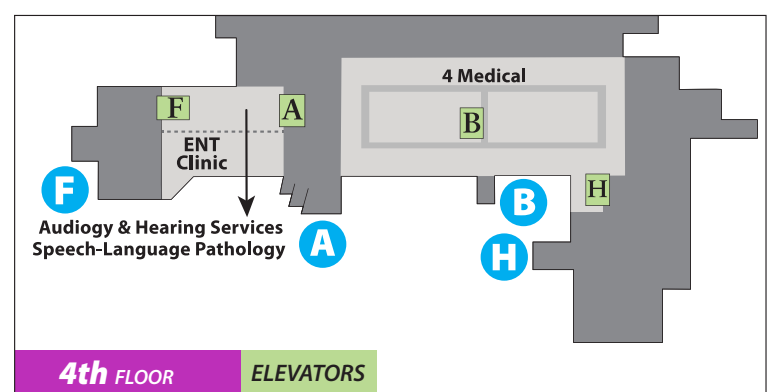 4 Medical
F
A
B
ENT
Clinic
H
F
B
Audiogy & Hearing Services
Speech-Language Pathology
A
H
4th FLOOR
ELEVATORS